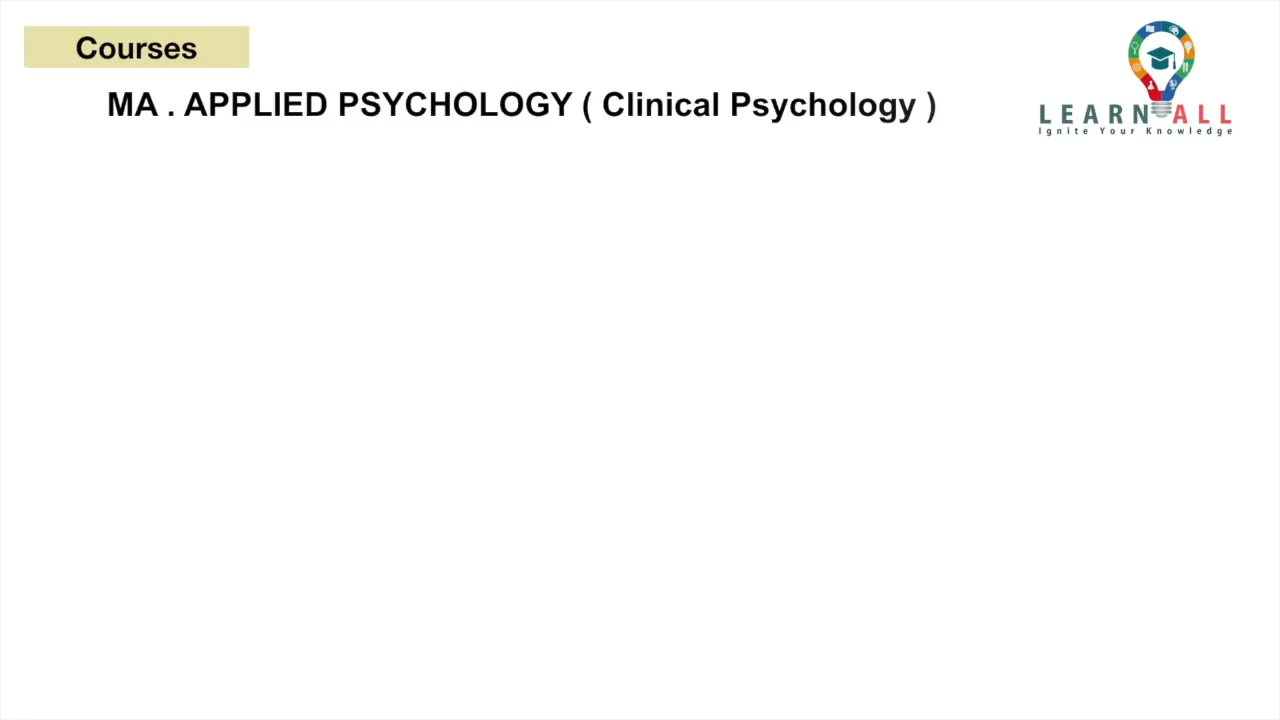 Courses
MA . APPLIED PSYCHOLOGY ( Clinical Psychology )
LEARN ALL
Ignite Your Knowledge